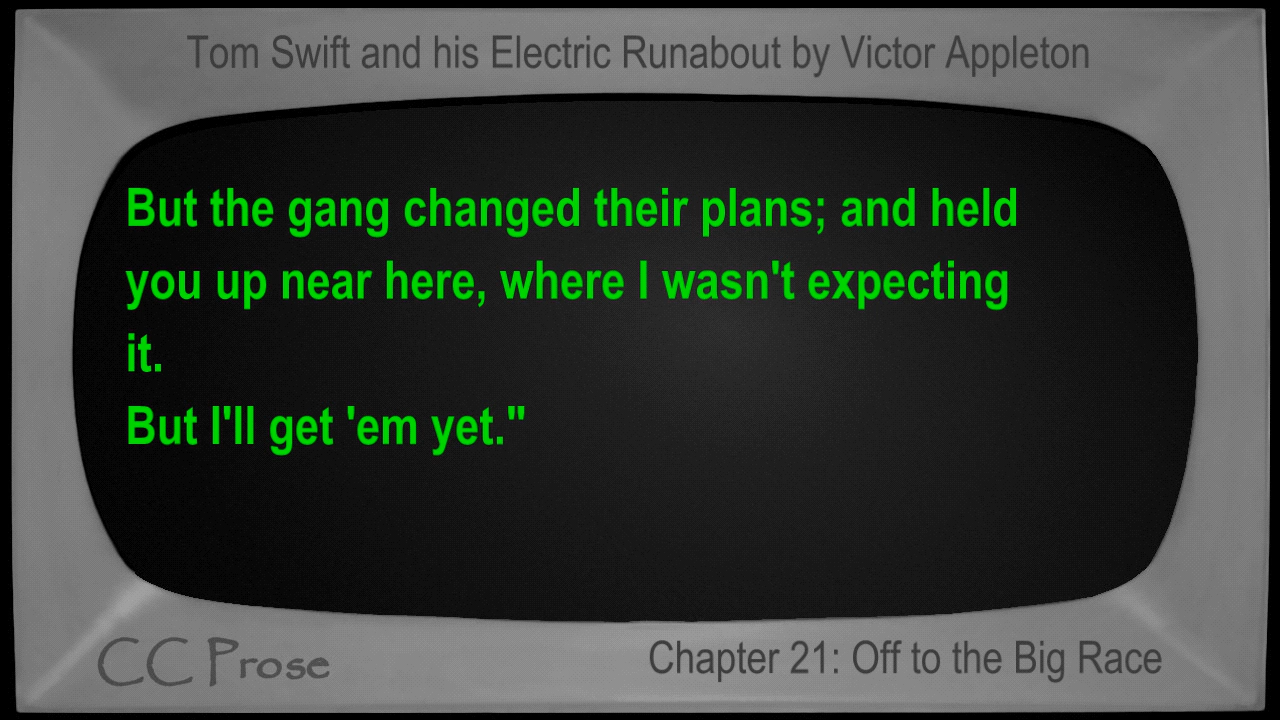 Tom Swift and his Electric Runabout by Victor Appleton
But the gang changed their plans; and held
you up near here, where I wasn't expecting
it.
But I'll get 'em yet."
CC Prose
Chapter 21: Off to the Big Race